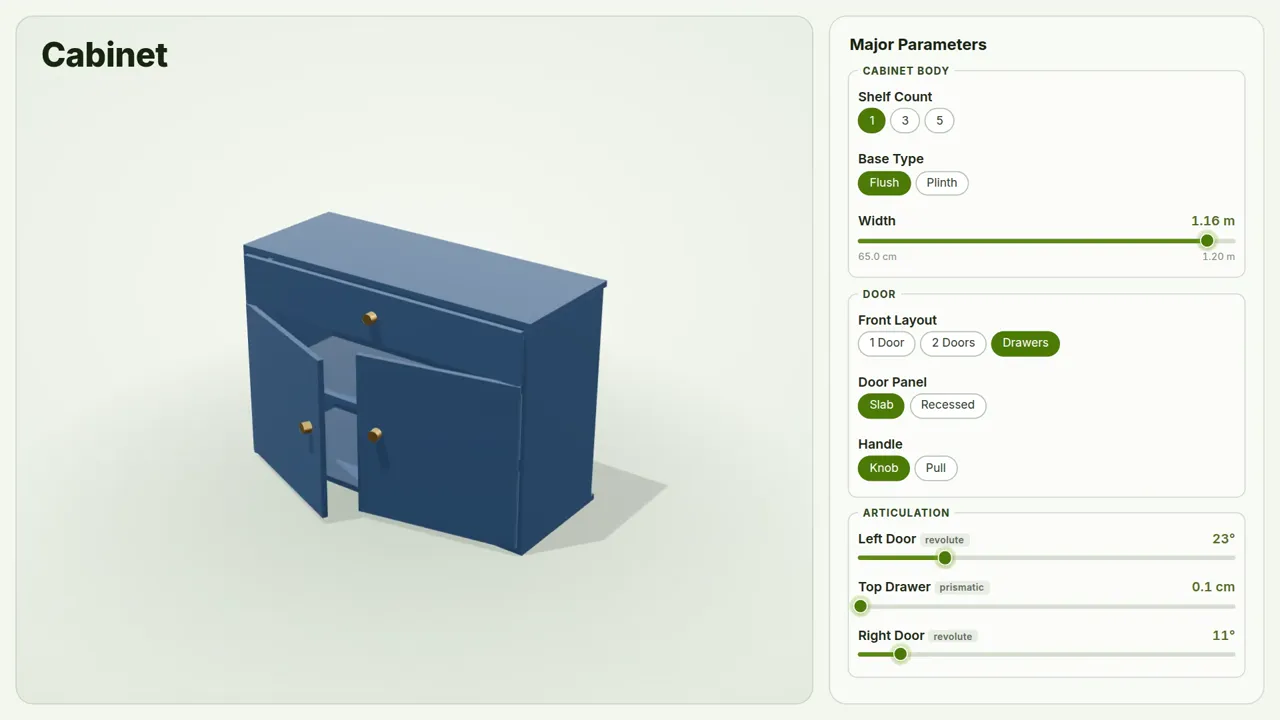 Cabinet
Major Parameters
CABINET BODY
Shelf Count
1 3 5
Base Type
Flush Plinth
Width 1.16 m
65.0 cm 1.20 m
DOOR
Front Layout
1 Door 2 Doors Drawers
Door Panel
Slab Recessed
Handle
Knob Pull
ARTICULATION
Left Door revolute 23°
Top Drawer prismatic 0.1 cm
Right Door revolute 11°